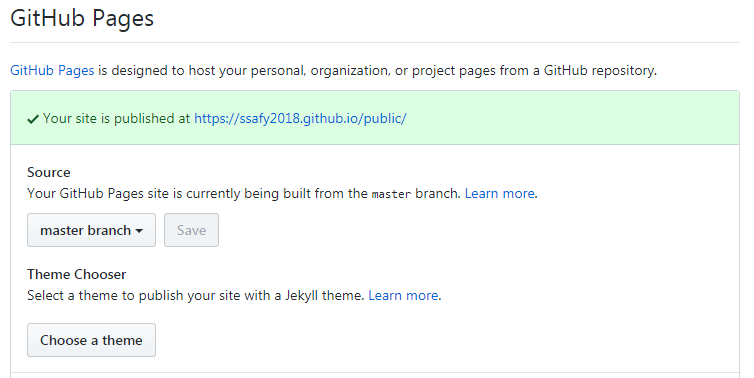 GitHub Pages
GitHub Pages is designed to host your personal, organization, or project pages from a GitHub repository.
✔ Your site is published at https://ssafy2018.github.io/public/
Source
Your GitHub Pages site is currently being built from the master branch. Learn more.
master branch Save
Theme Chooser
Select a theme to publish your site with a Jekyll theme. Learn more.
Choose a theme